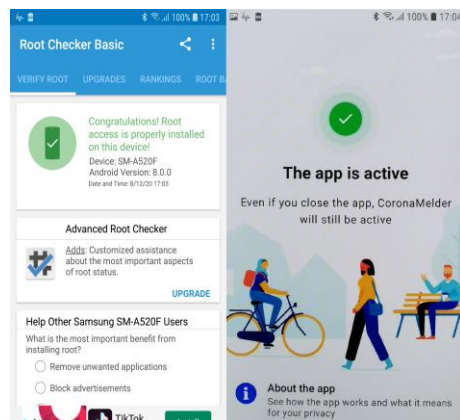 100% 17:03
Root Checker Basic
VERIFY ROOT UPGRADES RANKINGS ROOT BA
Congratulations! Root
access is properly installed
on this device!
Device: SM-A520F
Android Version: 8.0.0
Date and Time: 8/12/20 17:03
Advanced Root Checker
Adds: Customized assistance
about the most important aspects
of root status.
UPGRADE
Help Other Samsung SM-A520F Users
What is the most important benefit from
installing root?
Remove unwanted applications
Block advertisements
TikTok
100% 17:04
The app is active
Even if you close the app, CoronaMelder
will still be active
About the app
See how the app works and what it means
for your privacy